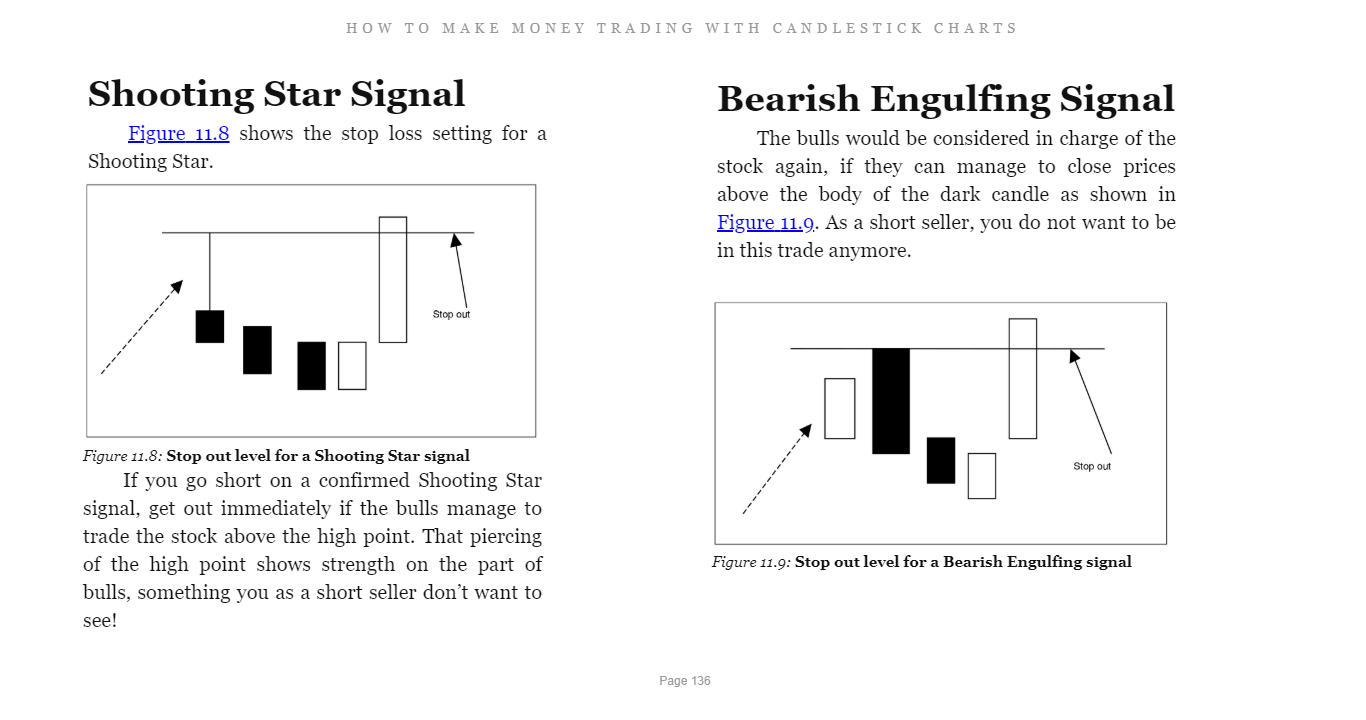 HOW TO MAKE MONEY TRADING WITH CANDLESTICK CHARTS
Shooting Star Signal
Figure 11.8 shows the stop loss setting for a
Shooting Star.
Stop out
Figure 11.8: Stop out level for a Shooting Star signal
If you go short on a confirmed Shooting Star
signal, get out immediately if the bulls manage to
trade the stock above the high point. That piercing
of the high point shows strength on the part of
bulls, something you as a short seller don’t want to
see!
Bearish Engulfing Signal
The bulls would be considered in charge of the
stock again, if they can manage to close prices
above the body of the dark candle as shown in
Figure 11.9. As a short seller, you do not want to be
in this trade anymore.
Stop out
Figure 11.9: Stop out level for a Bearish Engulfing signal
Page 136